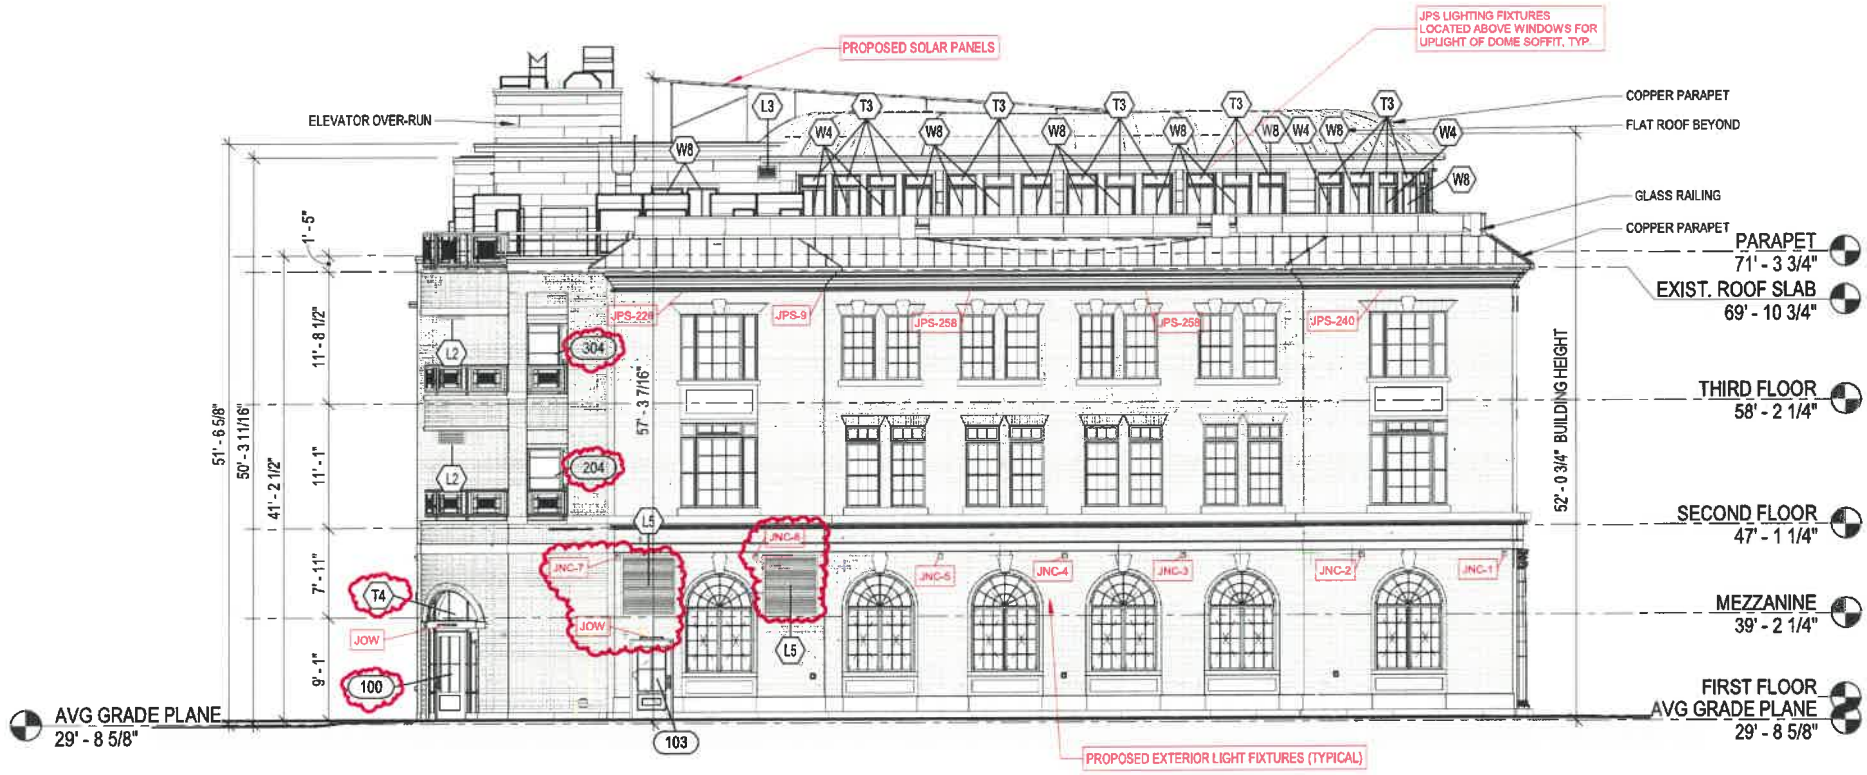 JPS LIGHTING FIXTURES
LOCATED ABOVE WINDOWS FOR
UPLIGHT OF DOME SOFFIT, TYP.
PROPOSED SOLAR PANELS
COPPER PARAPET
ELEVATOR OVER-RUN
FLAT ROOF BEYOND
L3
T3
T3
T3
T3
T3
W8
W4
W8
W8
W8
W8
W4
W8
W4
W8
GLASS RAILING
COPPER PARAPET
PARAPET
71' - 3 3/4"
EXIST. ROOF SLAB
69' - 10 3/4"
1' - 5"
JPS-226
JPS-9
JPS-258
JPS-258
JPS-240
11' - 8 1/2"
L2
304
57' - 3 7/16"
52' - 0 3/4" BUILDING HEIGHT
THIRD FLOOR
58' - 2 1/4"
51' - 6 5/8"
50' - 3 11/16"
41' - 2 1/2"
11' - 1"
L2
204
SECOND FLOOR
47' - 1 1/4"
L5
JNC-6
7' - 11"
JNC-7
JNC-5
JNC-4
JNC-3
JNC-2
JNC-1
T4
MEZZANINE
39' - 2 1/4"
JOW
JOW
L5
9' - 1"
100
FIRST FLOOR
AVG GRADE PLANE
29' - 8 5/8"
AVG GRADE PLANE
29' - 8 5/8"
103
PROPOSED EXTERIOR LIGHT FIXTURES (TYPICAL)